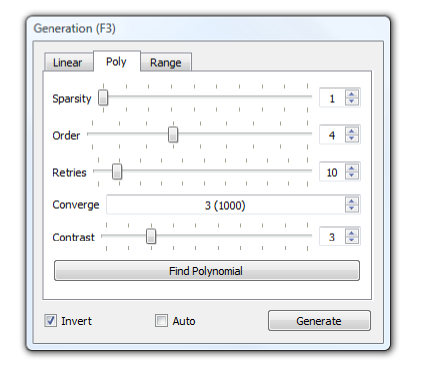 Generation (F3)
Linear Poly Range
Sparsity 1
Order 4
Retries 10
Converge 3 (1000)
Contrast 3
Find Polynomial
Invert Auto Generate